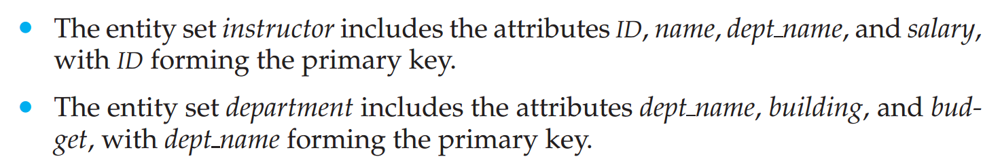 • The entity set instructor includes the attributes ID, name, dept_name, and salary,
with ID forming the primary key.
• The entity set department includes the attributes dept_name, building, and bud-
get, with dept_name forming the primary key.